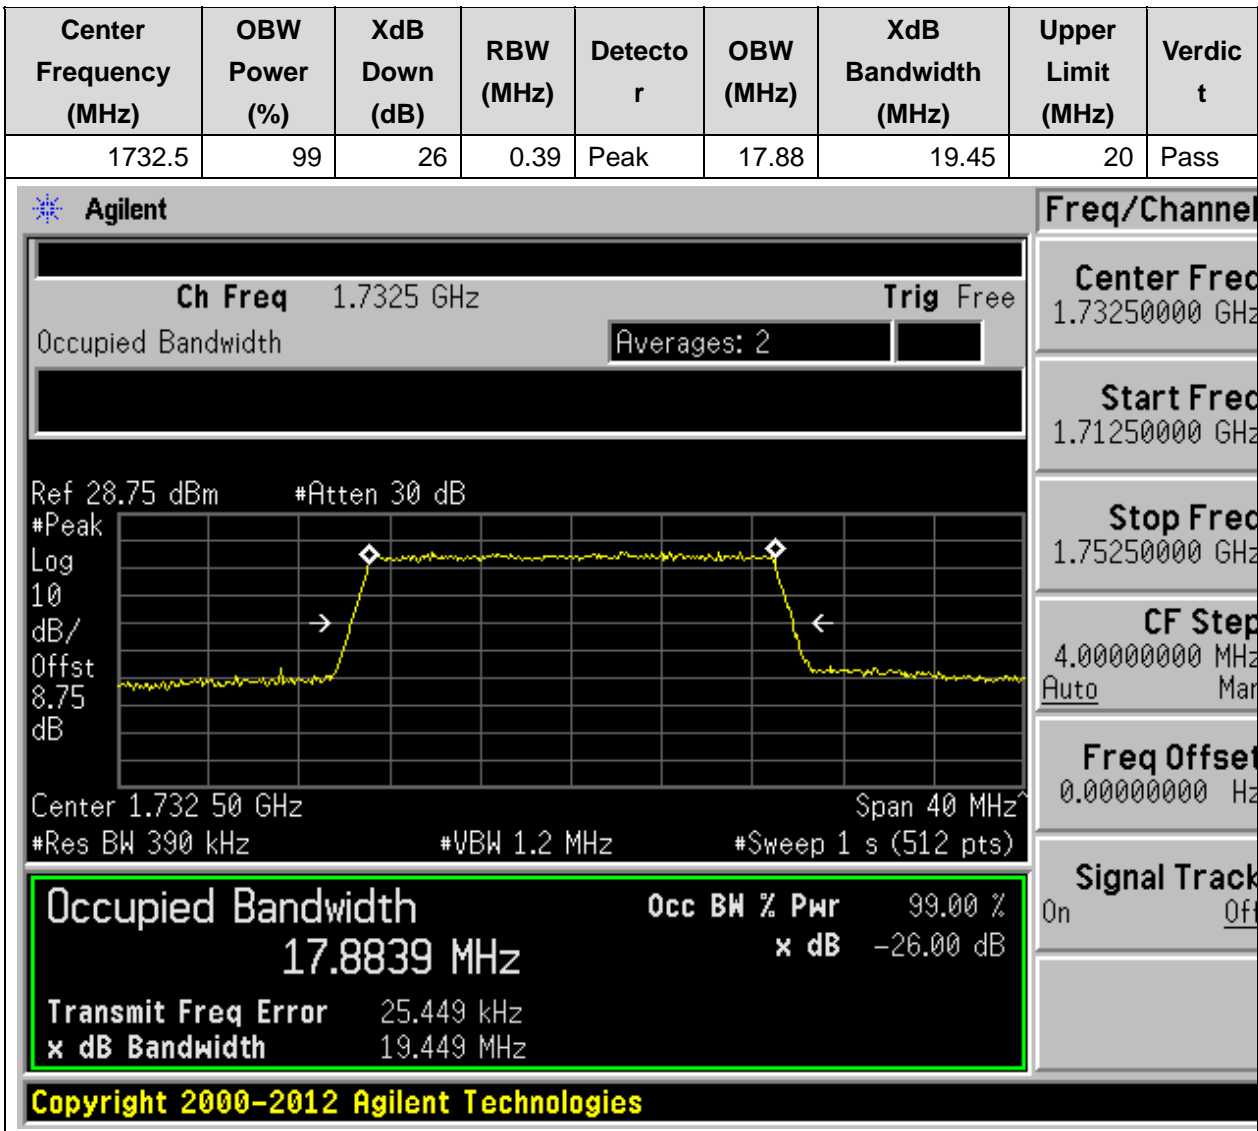 Center Frequency (MHz) OBW Power (%) XdB Down (dB) RBW (MHz) Detector OBW (MHz) XdB Bandwidth (MHz) Upper Limit (MHz) Verdict
1732.5 99 26 0.39 Peak 17.88 19.45 20 Pass
Agilent
Freq/Channel
Ch Freq 1.7325 GHz Trig Free
Occupied Bandwidth Averages: 2
Center Freq
1.73250000 GHz
Start Freq
1.71250000 GHz
Stop Freq
1.75250000 GHz
CF Step
4.00000000 MHz
Auto Man
Freq Offset
0.00000000 Hz
Signal Track
On Off
Ref 28.75 dBm #Atten 30 dB
#Peak
Log
10
dB/
Offst
8.75
dB
Center 1.732 50 GHz Span 40 MHz^
#Res BW 390 kHz #VBW 1.2 MHz #Sweep 1 s (512 pts)
Occupied Bandwidth Occ BW % Pwr 99.00 %
17.8839 MHz x dB -26.00 dB
Transmit Freq Error 25.449 kHz
x dB Bandwidth 19.449 MHz
Copyright 2000-2012 Agilent Technologies